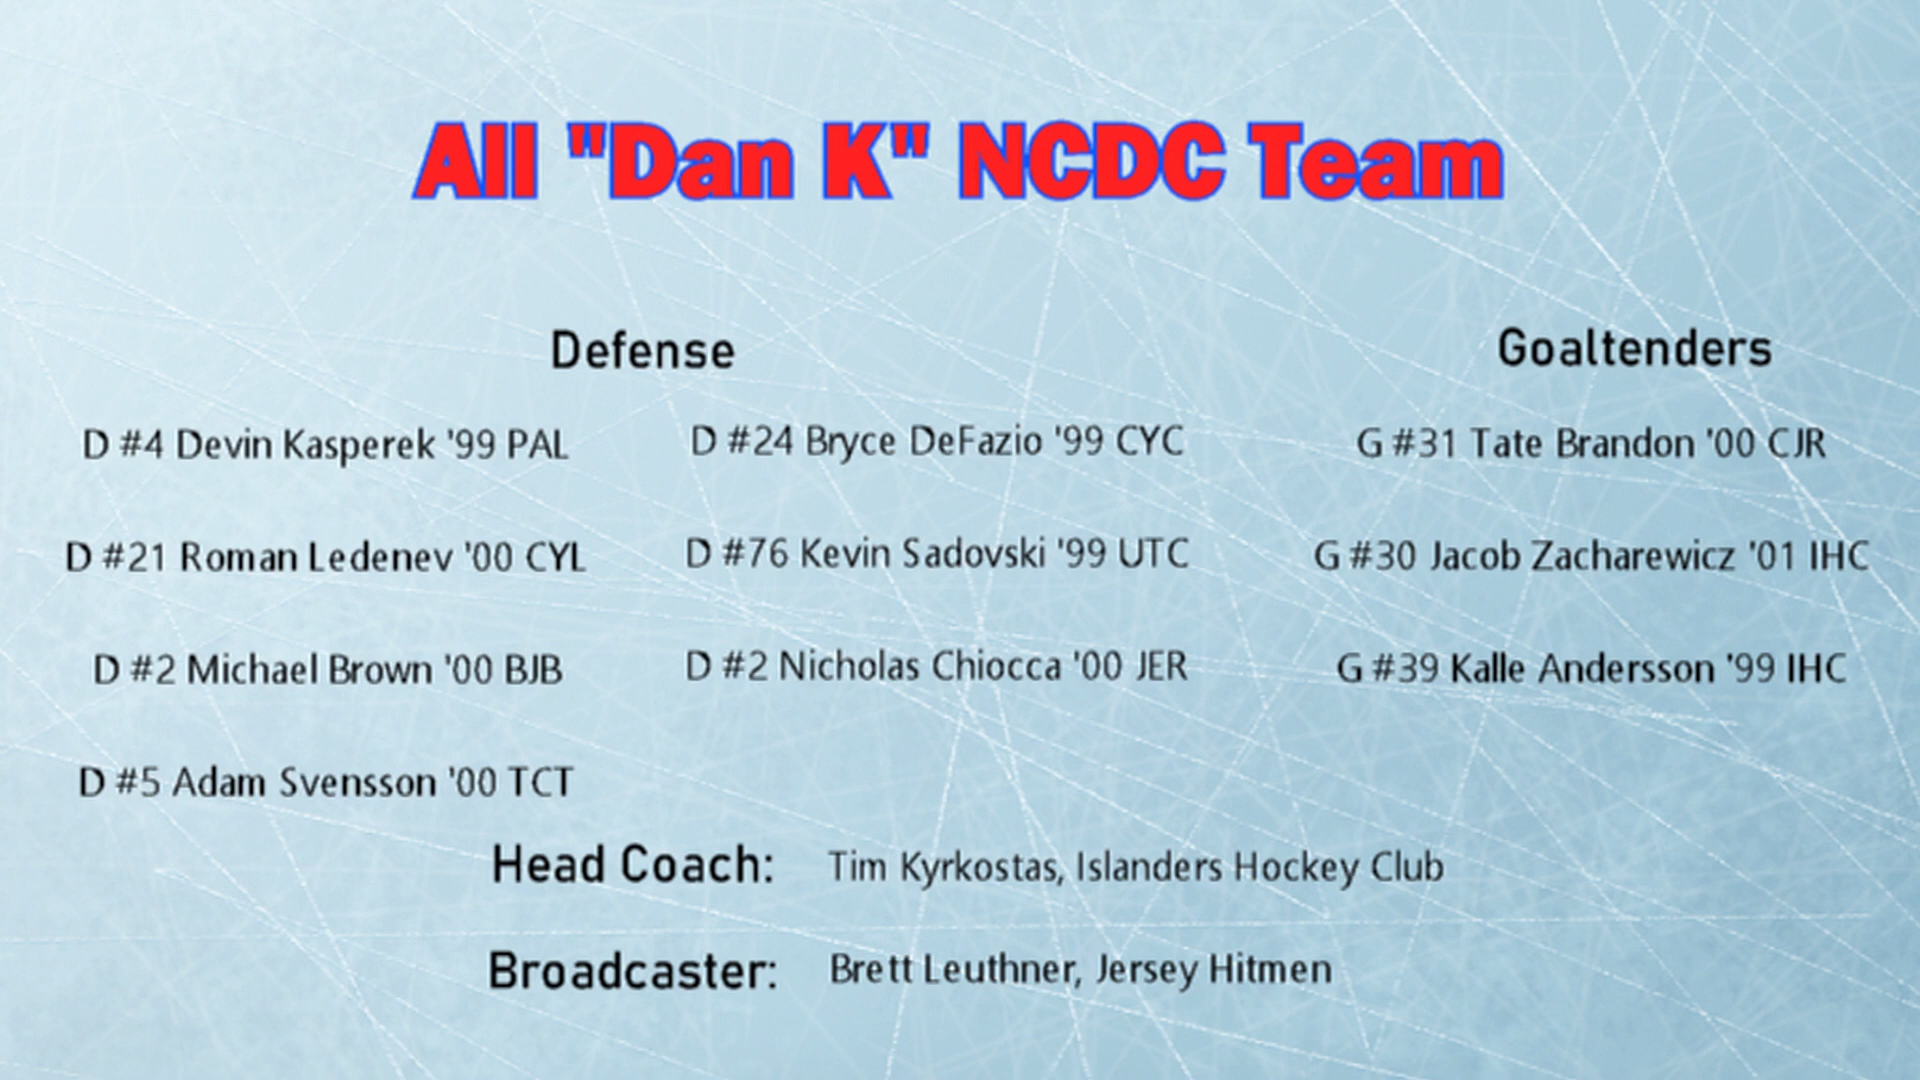 All "Dan K" NCDC Team
Defense
D #4 Devin Kasperek '99 PAL
D #21 Roman Ledenev '00 CYL
D #2 Michael Brown '00 BJB
D #5 Adam Svensson '00 TCT
D #24 Bryce DeFazio '99 CYC
D #76 Kevin Sadovski '99 UTC
D #2 Nicholas Chiocca '00 JER
Goaltenders
G #31 Tate Brandon '00 CJR
G #30 Jacob Zacharewicz '01 IHC
G #39 Kalle Andersson '99 IHC
Head Coach: Tim Kyrkostas, Islanders Hockey Club
Broadcaster: Brett Leuthner, Jersey Hitmen